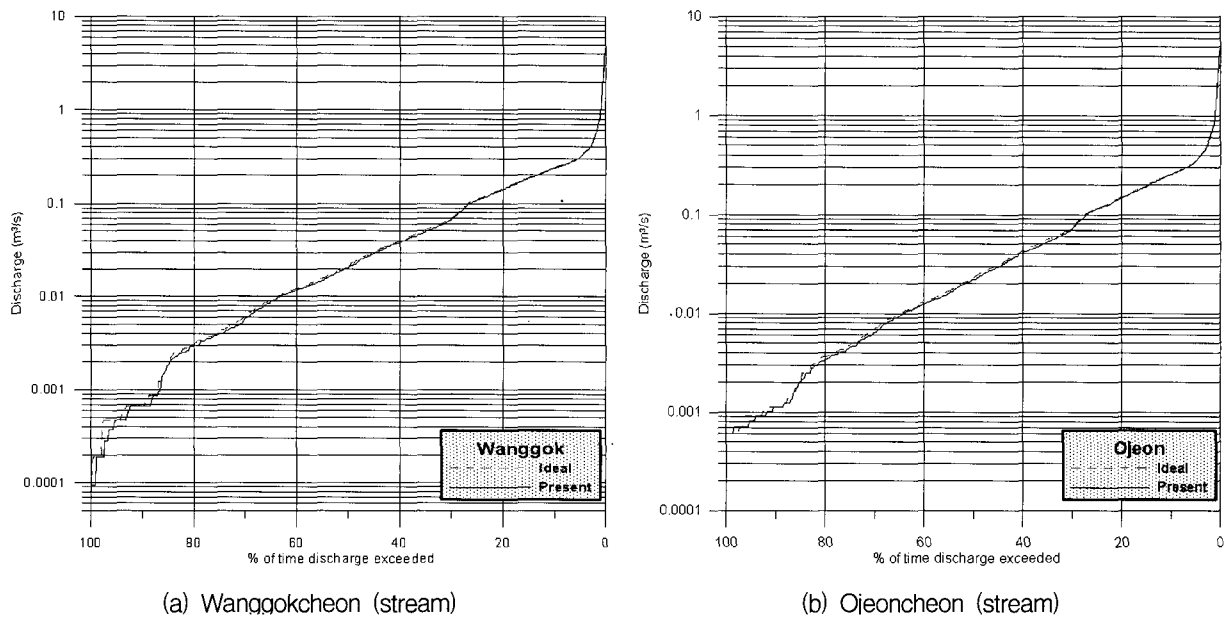 10
1
0.1
0.01
0.001
0.0001
Discharge (m³/s)
100
80
60
40
20
0
% of time discharge exceeded
Wanggok
Ideal
Present
(a) Wanggokcheon (stream)
10
1
0.1
0.01
0.001
0.0001
Discharge (m³/s)
100
80
60
40
20
0
% of time discharge exceeded
Ojeon
Ideal
Present
(b) Ojeoncheon (stream)